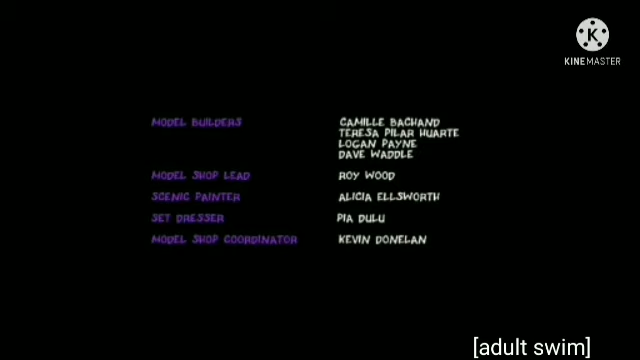 KINEMASTER
MODEL BUILDERS CAMILLE BACHAND
TERESA PILAR HUARTE
LOGAN PAYNE
DAVE WADDLE
MODEL SHOP LEAD ROY WOOD
SCENIC PAINTER ALICIA ELLSWORTH
SET DRESSER PIA DULU
MODEL SHOP COORDINATOR KEVIN DONELAN
[adult swim]